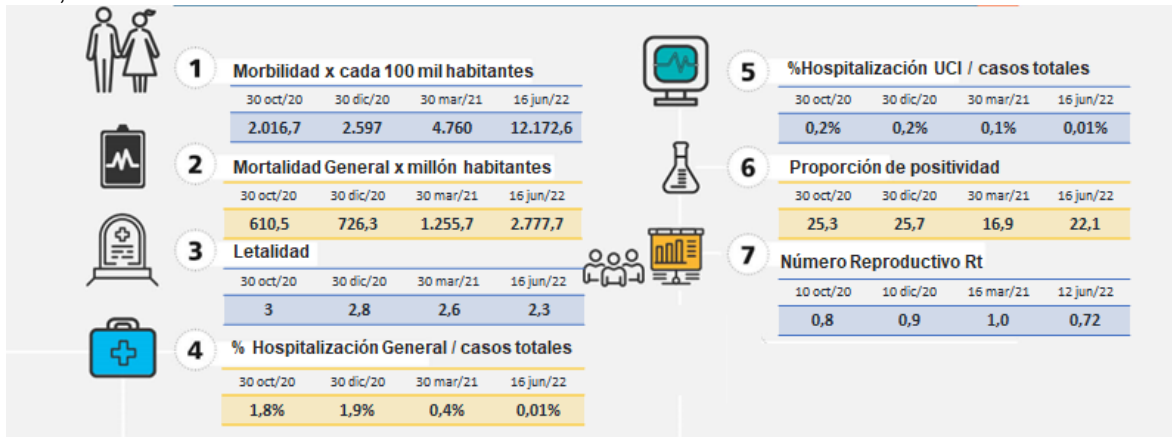 1 Morbilidad x cada 100 mil habitantes
30 oct/20 30 dic/20 30 mar/21 16 jun/22
2.016,7 2.597 4.760 12.172,6
2 Mortalidad General x millón habitantes
30 oct/20 30 dic/20 30 mar/21 16 jun/22
610,5 726,3 1.255,7 2.777,7
3 Letalidad
30 oct/20 30 dic/20 30 mar/21 16 jun/22
3 2,8 2,6 2,3
4 % Hospitalización General / casos totales
30 oct/20 30 dic/20 30 mar/21 16 jun/22
1,8% 1,9% 0,4% 0,01%
5 %Hospitalización UCI / casos totales
30 oct/20 30 dic/20 30 mar/21 16 jun/22
0,2% 0,2% 0,1% 0,01%
6 Proporción de positividad
30 oct/20 30 dic/20 30 mar/21 16 jun/22
25,3 25,7 16,9 22,1
7 Número Reproductivo Rt
10 oct/20 10 dic/20 16 mar/21 12 jun/22
0,8 0,9 1,0 0,72